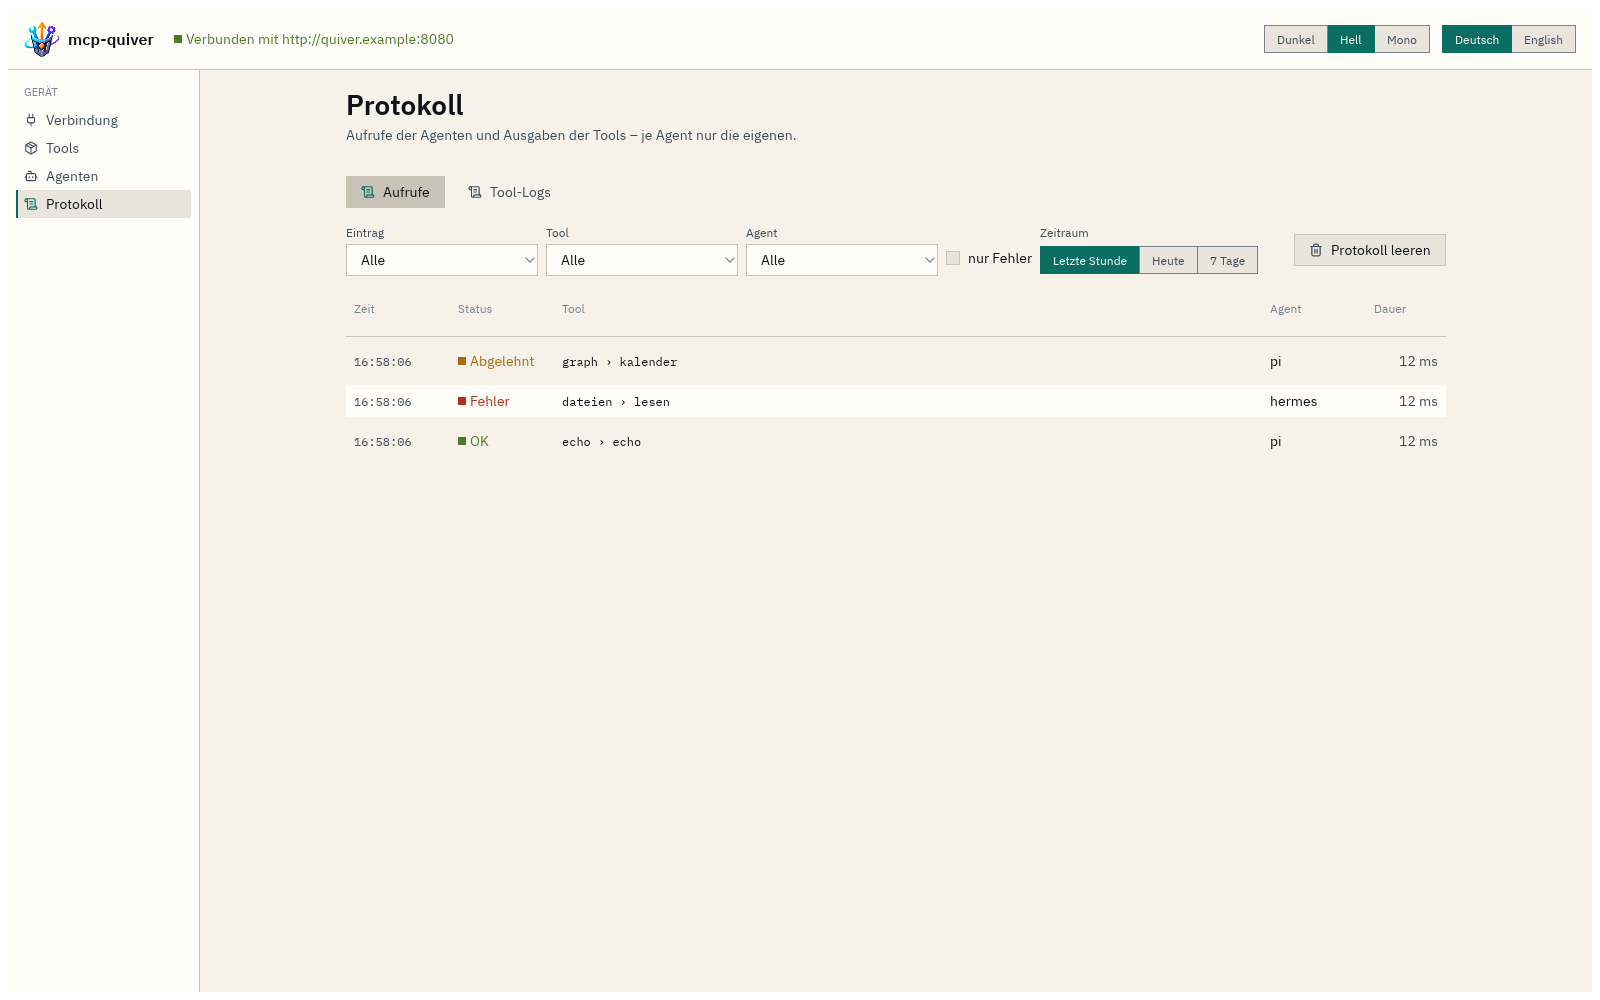 mcp-quiver
Verbunden mit http://quiver.example:8080
Dunkel Hell Mono Deutsch English
GERÄT
Verbindung
Tools
Agenten
Protokoll
Protokoll
Aufrufe der Agenten und Ausgaben der Tools – je Agent nur die eigenen.
Aufrufe Tool-Logs
Eintrag Tool Agent Zeitraum
Alle Alle Alle nur Fehler Letzte Stunde Heute 7 Tage Protokoll leeren
Zeit Status Tool Agent Dauer
16:58:06 Abgelehnt graph › kalender pi 12 ms
16:58:06 Fehler dateien › lesen hermes 12 ms
16:58:06 OK echo › echo pi 12 ms